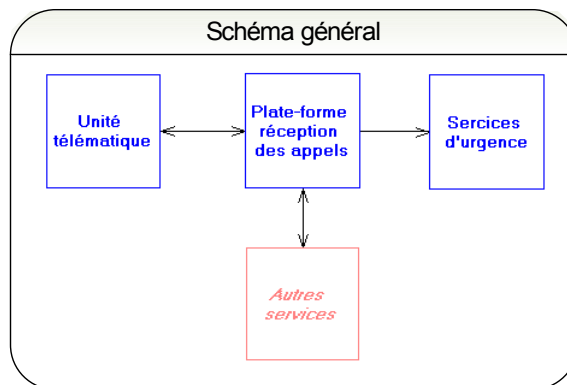 Schéma général
Unité
télématique
Plate-forme
réception
des appels
Sercices
d'urgence
Autres
services